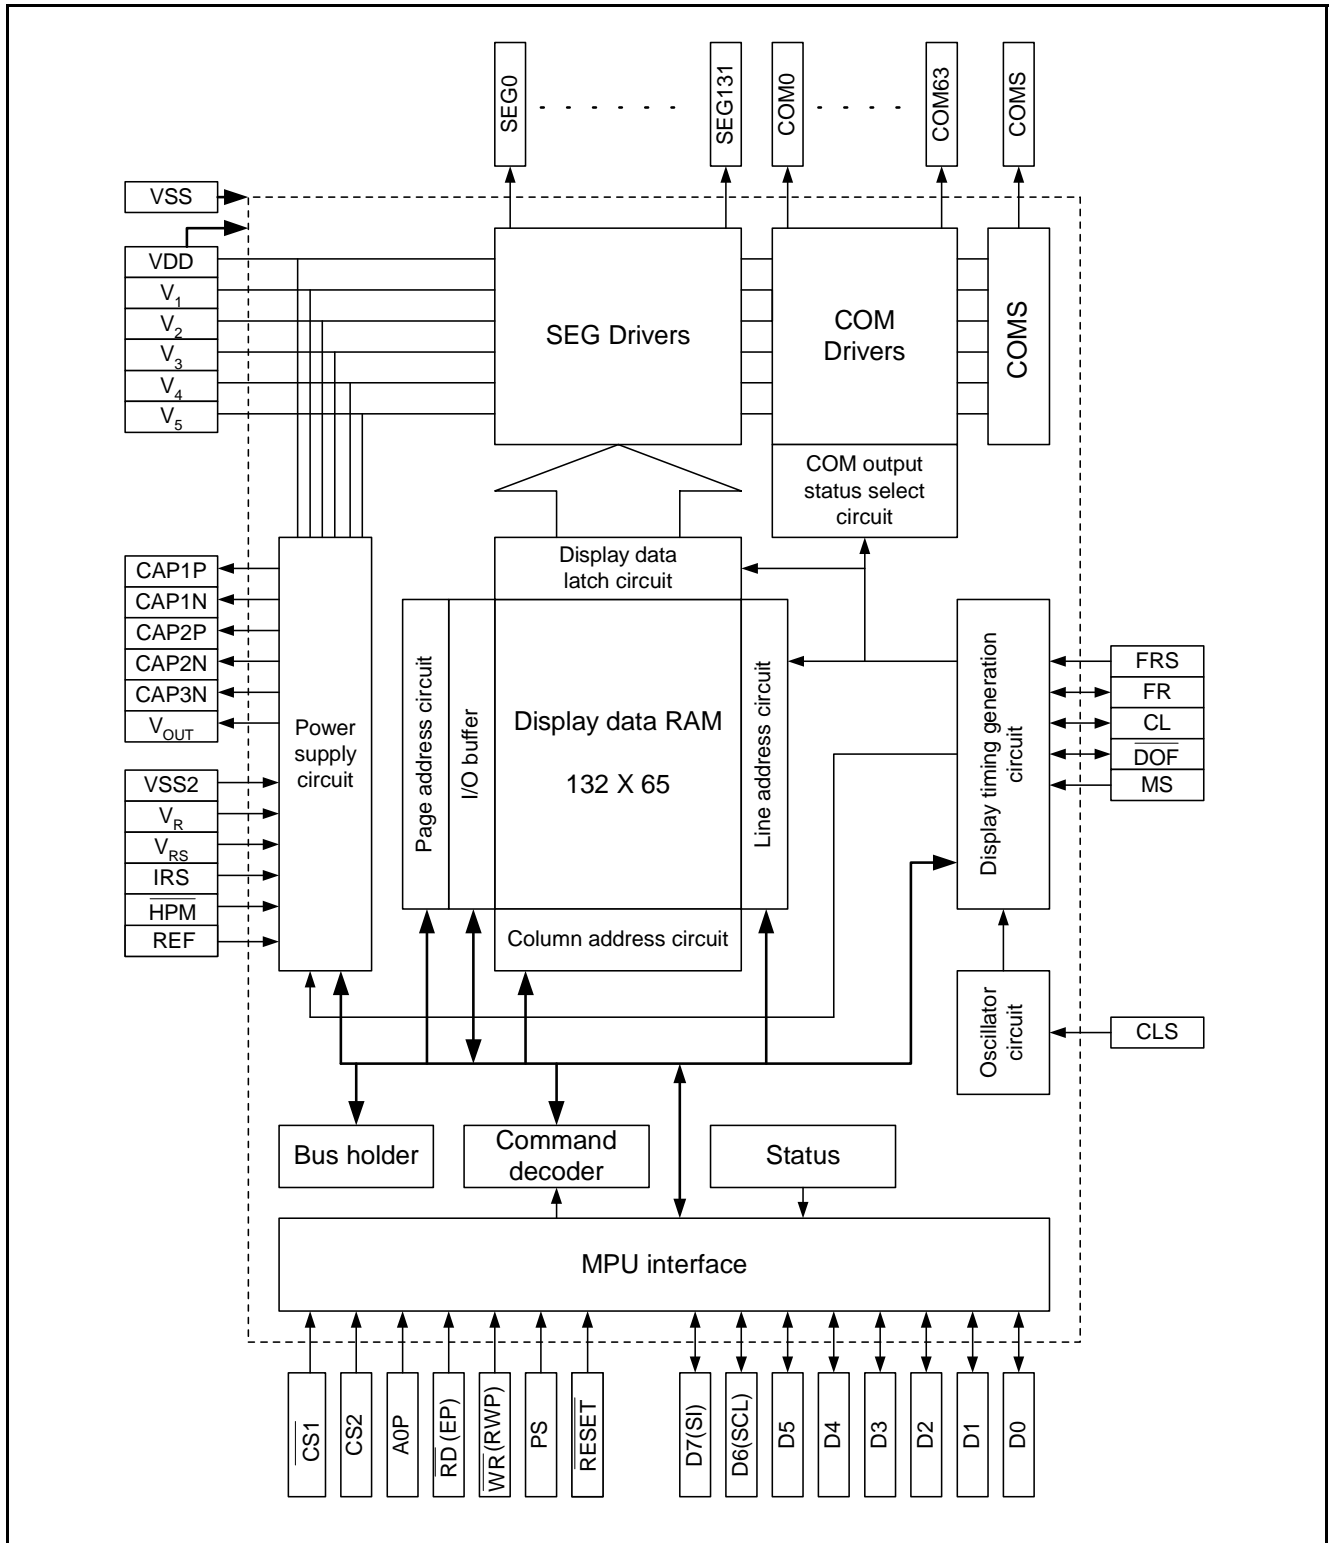 SEG0
SEG131
COM0
COM63
COMS
VSS
VDD
V1
V2
V3
V4
V5
SEG Drivers
COM
Drivers
COMS
COM output
status select
circuit
Display data
latch circuit
CAP1P
CAP1N
CAP2P
CAP2N
CAP3N
VOUT
VSS2
VR
VRS
IRS
HPM
REF
Power
supply
circuit
Page address circuit
I/O buffer
Display data RAM
132 X 65
Line address circuit
Column address circuit
Display timing generation
circuit
FRS
FR
CL
DOF
MS
Oscillator
circuit
CLS
Bus holder
Command
decoder
Status
MPU interface
CS1
CS2
A0P
RD (EP)
WR (RWP)
PS
RESET
D7(SI)
D6(SCL)
D5
D4
D3
D2
D1
D0